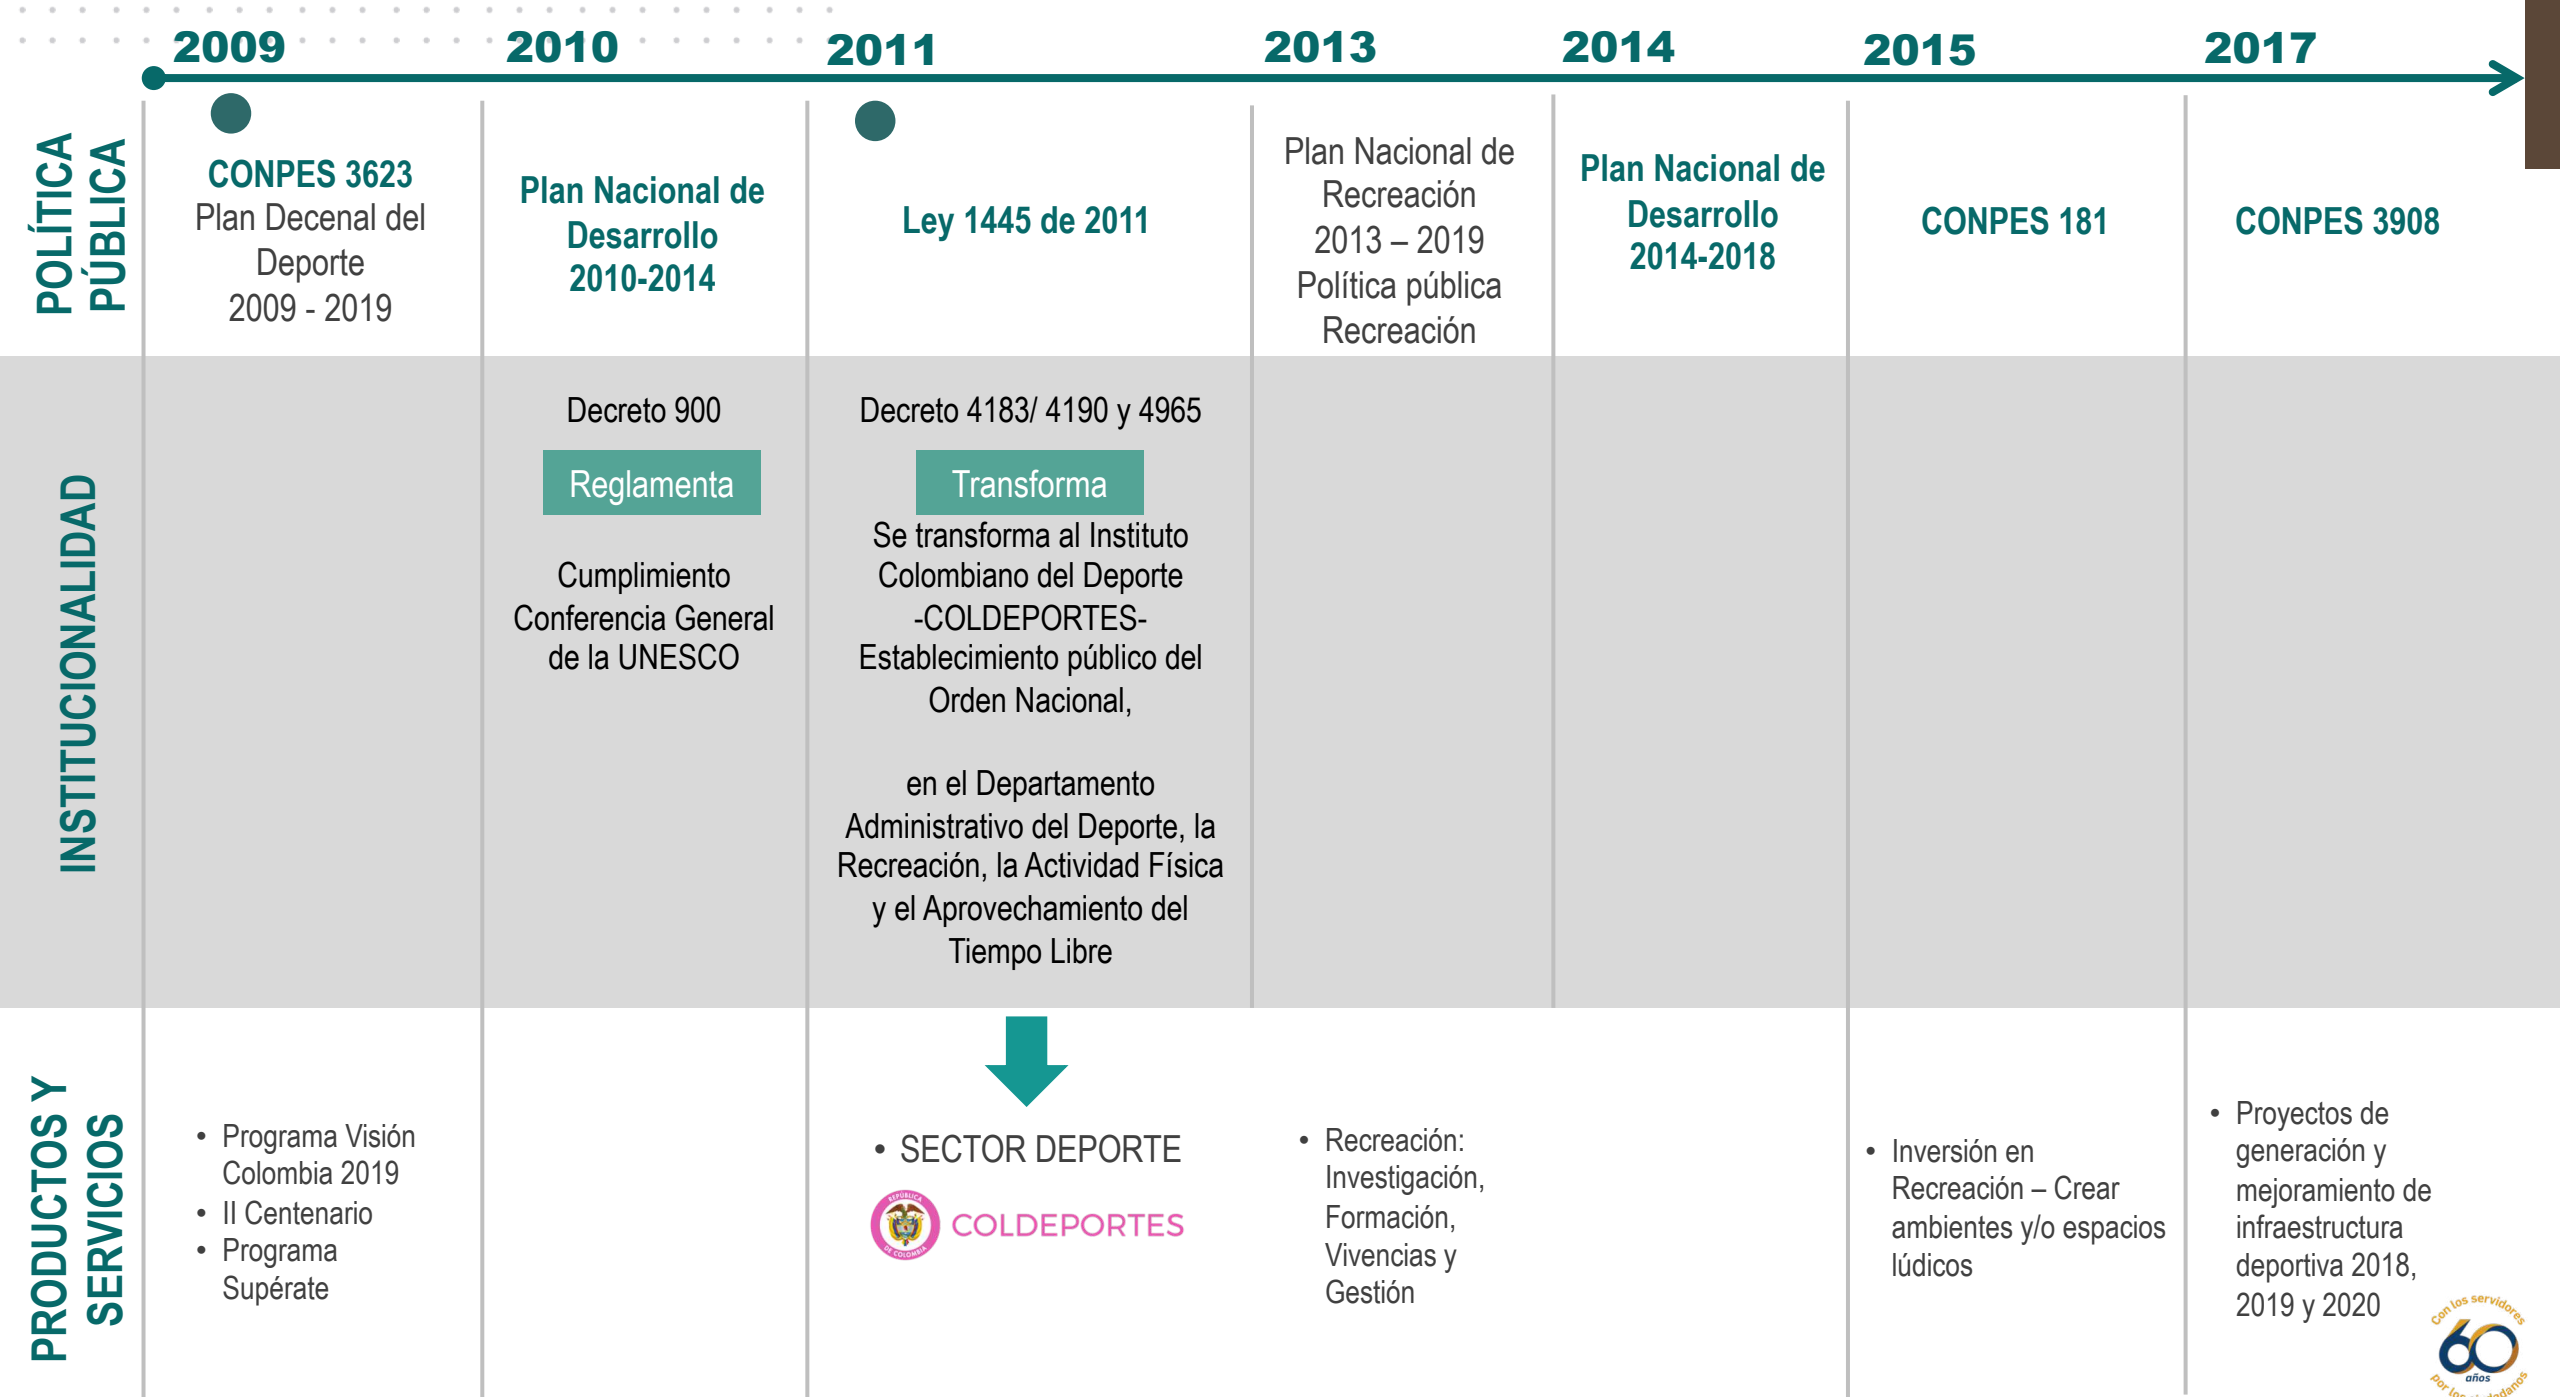 2009
2010
2011
2013
2014
2015
2017
POLÍTICA
PÚBLICA
CONPES 3623
Plan Decenal del
Deporte
2009 - 2019
Plan Nacional de
Desarrollo
2010-2014
Ley 1445 de 2011
Plan Nacional de
Recreación
2013 – 2019
Política pública
Recreación
Plan Nacional de
Desarrollo
2014-2018
CONPES 181
CONPES 3908
INSTITUCIONALIDAD
Decreto 900
Reglamenta
Cumplimiento
Conferencia General
de la UNESCO
Decreto 4183/ 4190 y 4965
Transforma
Se transforma al Instituto
Colombiano del Deporte
-COLDEPORTES-
Establecimiento público del
Orden Nacional,
en el Departamento
Administrativo del Deporte, la
Recreación, la Actividad Física
y el Aprovechamiento del
Tiempo Libre
PRODUCTOS Y
SERVICIOS
• Programa Visión
Colombia 2019
• II Centenario
• Programa
Supérate
• SECTOR DEPORTE
REPÚBLICA
DE COLOMBIA
COLDEPORTES
• Recreación:
Investigación,
Formación,
Vivencias y
Gestión
• Inversión en
Recreación – Crear
ambientes y/o espacios
lúdicos
• Proyectos de
generación y
mejoramiento de
infraestructura
deportiva 2018,
2019 y 2020
Con los servidores
60
años
por los ciudadanos